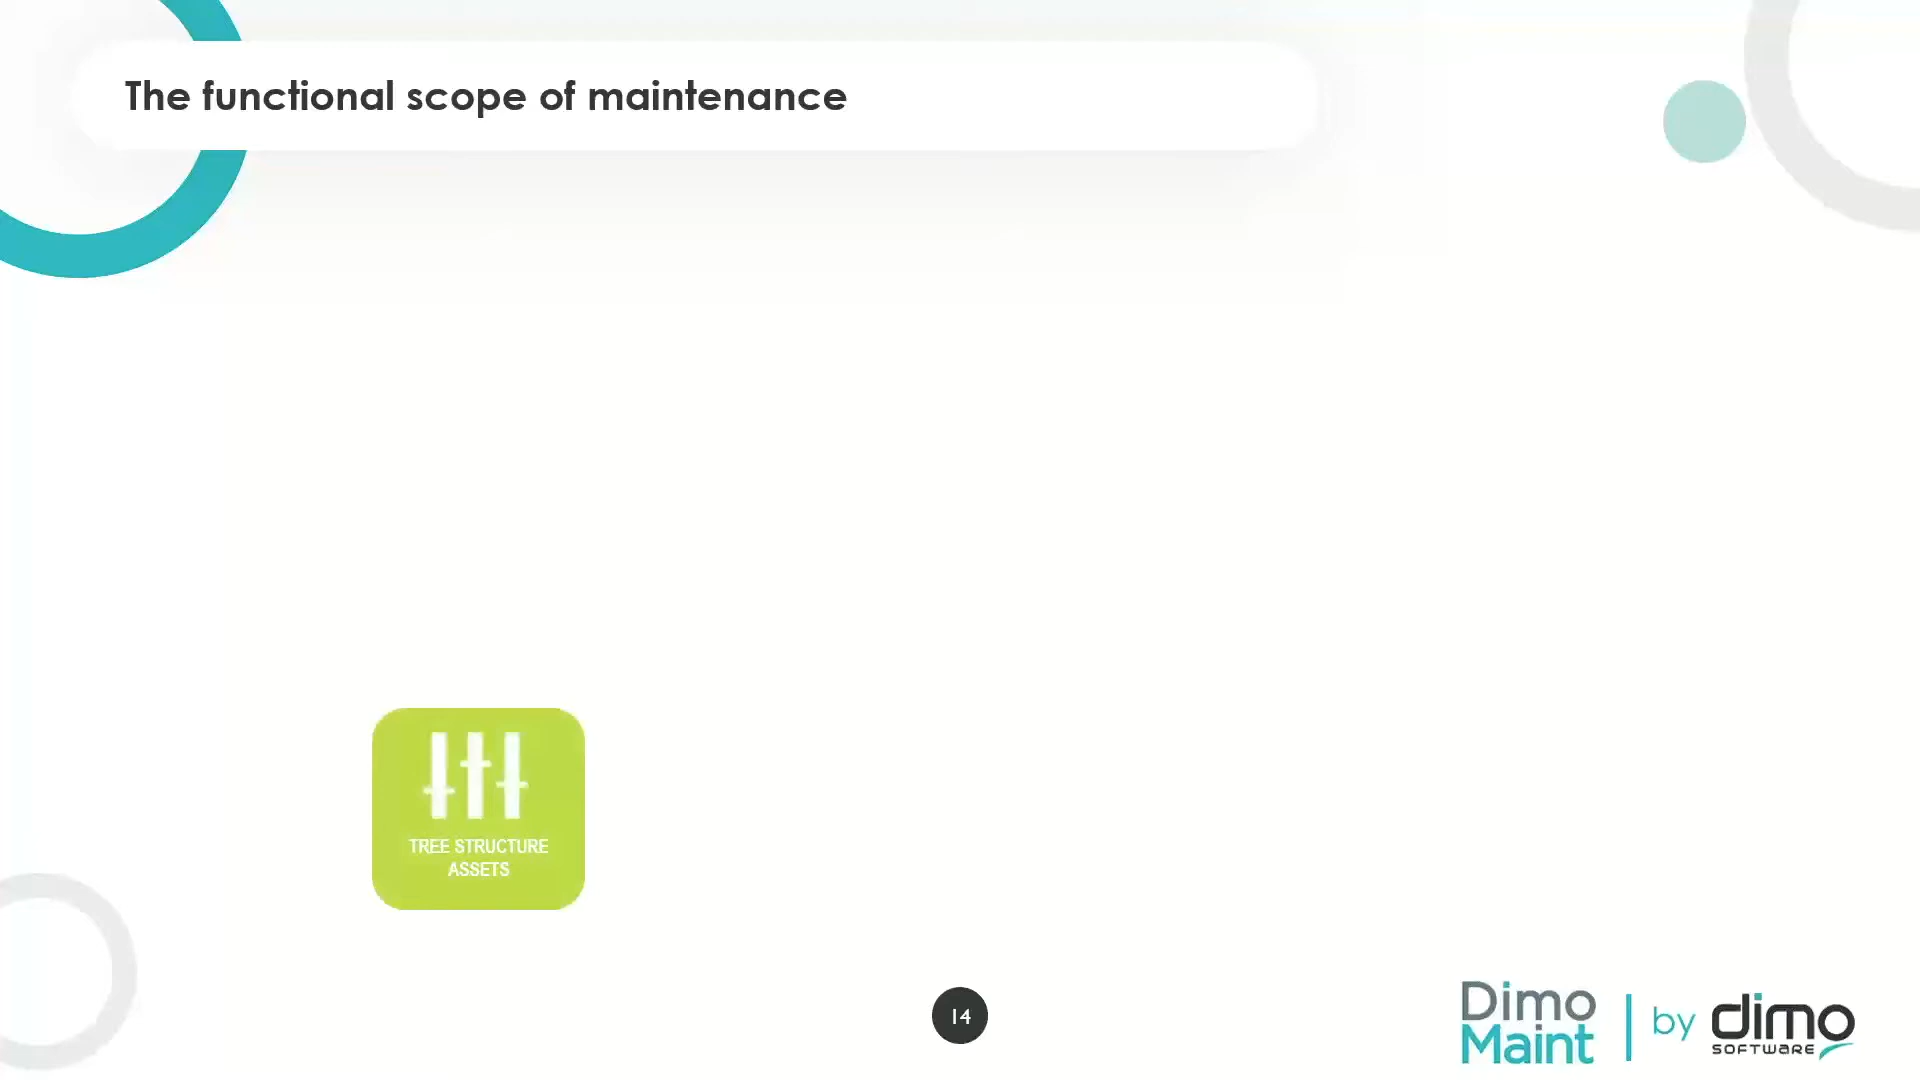 The functional scope of maintenance
TREE STRUCTURE
ASSETS
14
Dimo
Maint
by dimo
SOFTWARE